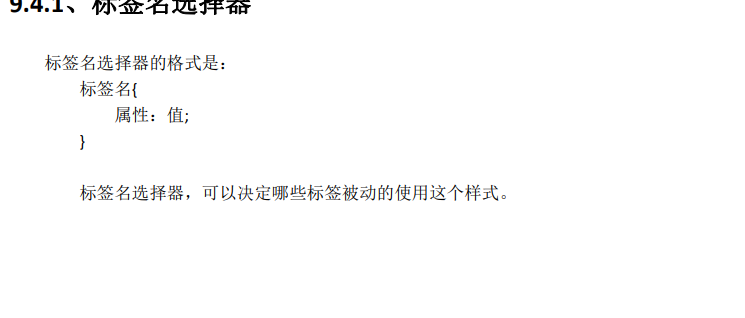 9.4.1、标签名选择器
标签名选择器的格式是：
标签名{
属性：值;
}
标签名选择器，可以决定哪些标签被动的使用这个样式。